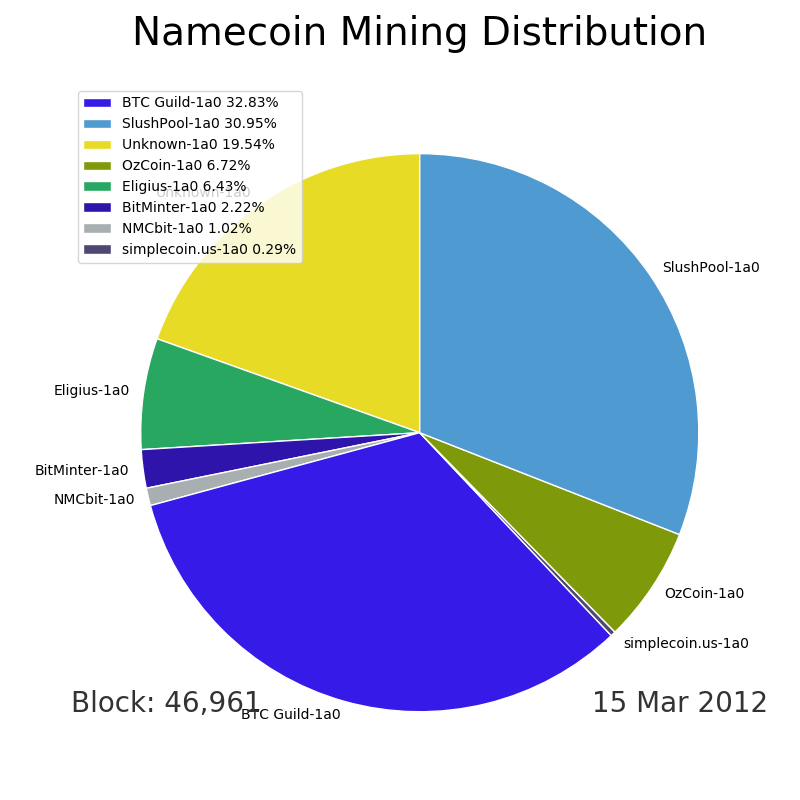 Namecoin Mining Distribution
BTC Guild-1a0 32.83%
SlushPool-1a0 30.95%
Unknown-1a0 19.54%
OzCoin-1a0 6.72%
Eligius-1a0 6.43%
BitMinter-1a0 2.22%
NMCbit-1a0 1.02%
simplecoin.us-1a0 0.29%
Unknown-1a0
SlushPool-1a0
Eligius-1a0
BitMinter-1a0
NMCbit-1a0
OzCoin-1a0
simplecoin.us-1a0
BTC Guild-1a0
Block: 46,961
15 Mar 2012